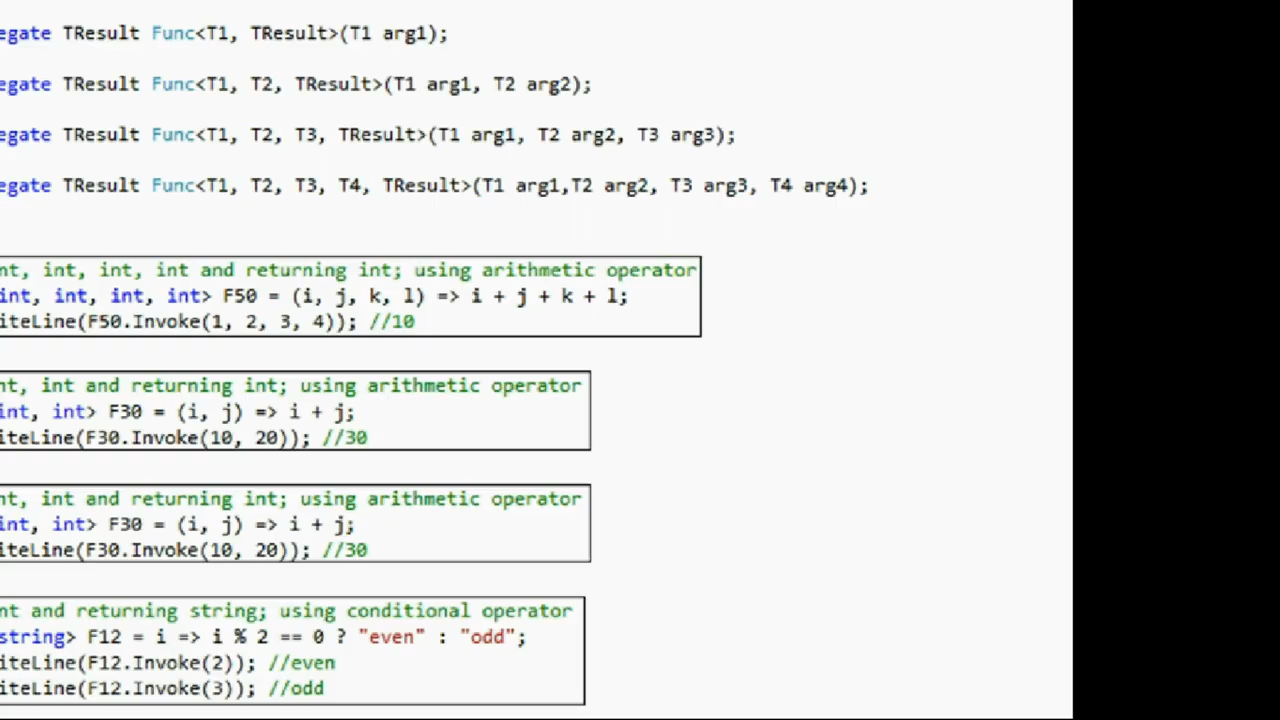 egate TResult Func<T1, TResult>(T1 arg1);
egate TResult Func<T1, T2, TResult>(T1 arg1, T2 arg2);
egate TResult Func<T1, T2, T3, TResult>(T1 arg1, T2 arg2, T3 arg3);
egate TResult Func<T1, T2, T3, T4, TResult>(T1 arg1,T2 arg2, T3 arg3, T4 arg4);
nt, int, int, int and returning int; using arithmetic operator
int, int, int, int> F50 = (i, j, k, l) => i + j + k + l;
iteLine(F50.Invoke(1, 2, 3, 4)); //10
nt, int and returning int; using arithmetic operator
int, int> F30 = (i, j) => i + j;
iteLine(F30.Invoke(10, 20)); //30
nt, int and returning int; using arithmetic operator
int, int> F30 = (i, j) => i + j;
iteLine(F30.Invoke(10, 20)); //30
nt and returning string; using conditional operator
string> F12 = i => i % 2 == 0 ? "even" : "odd";
iteLine(F12.Invoke(2)); //even
iteLine(F12.Invoke(3)); //odd